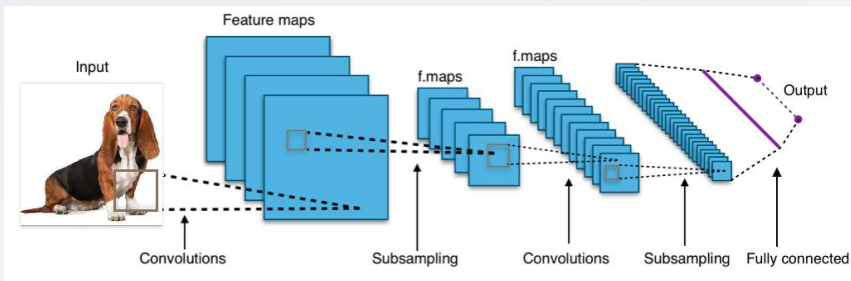 Feature maps
Input
f.maps
f.maps
Output
Convolutions
Subsampling
Convolutions
Subsampling
Fully connected